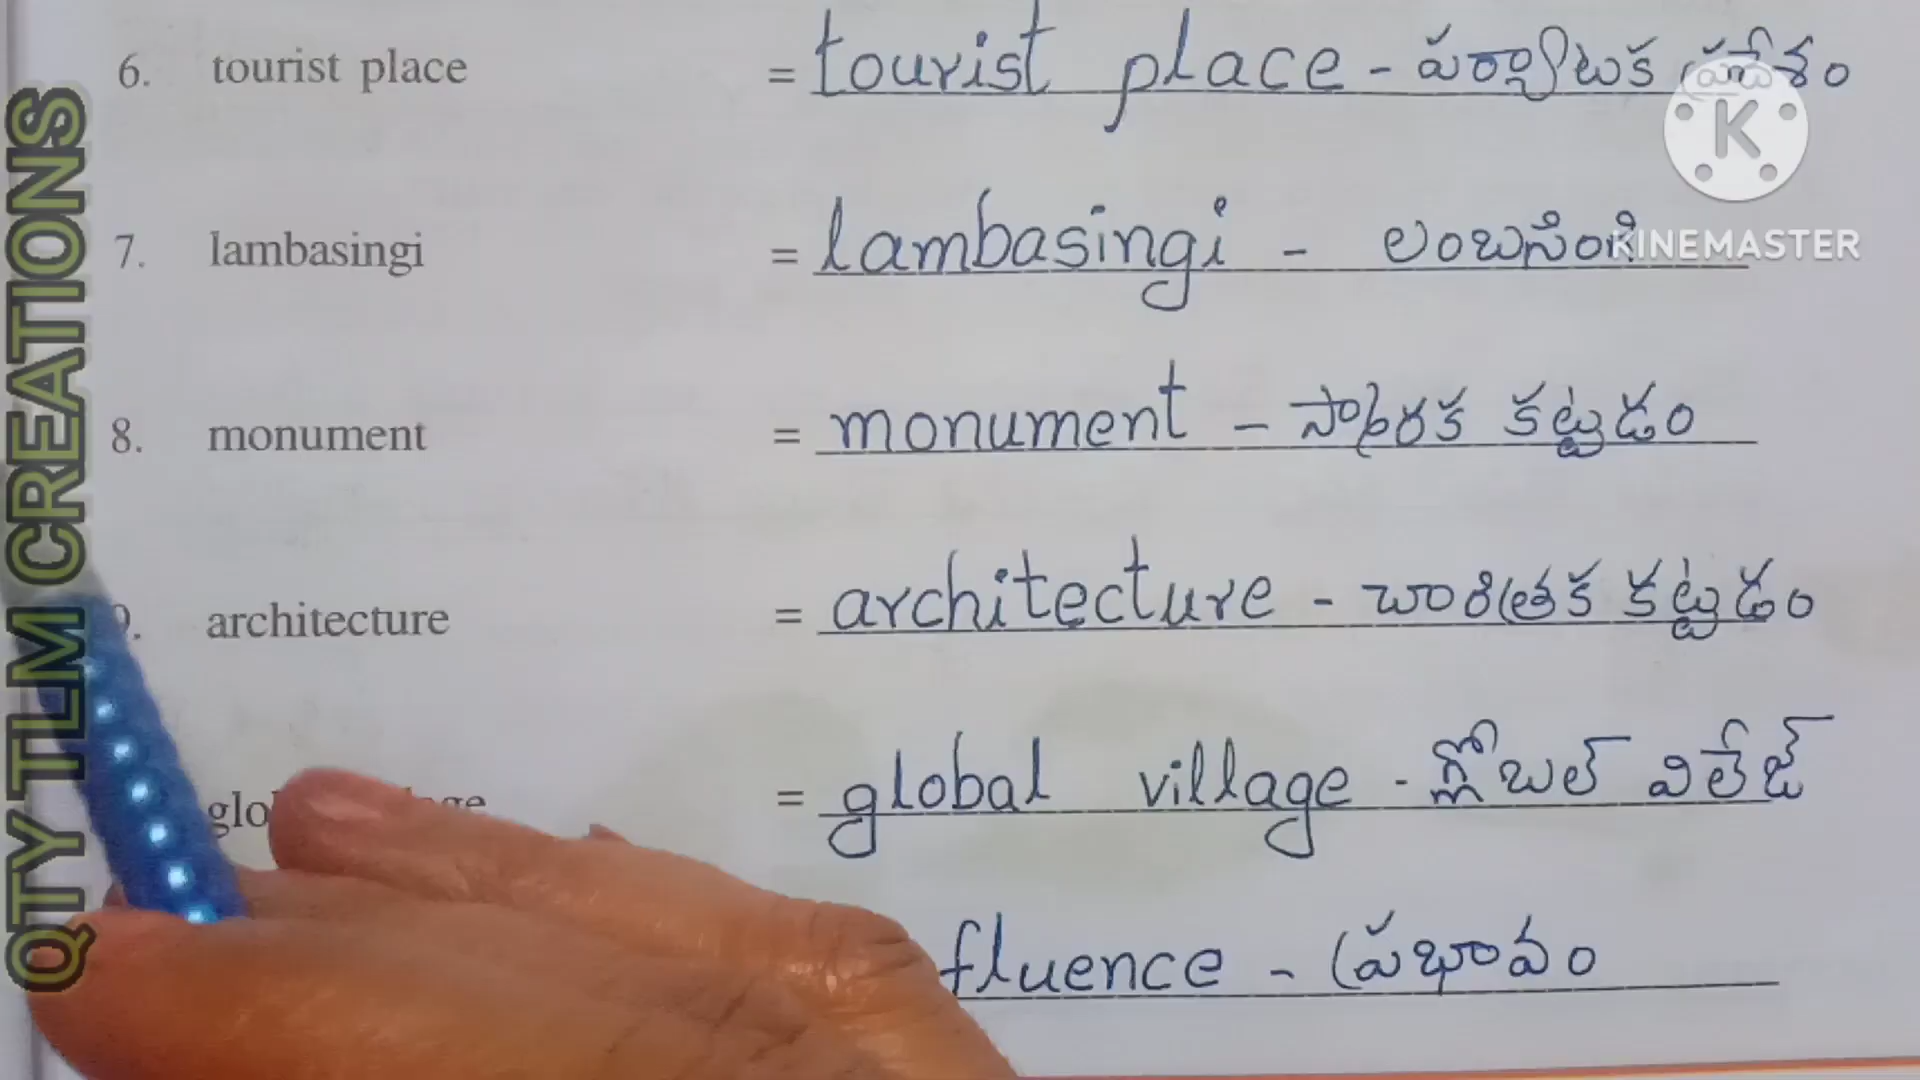 6. tourist place = tourist place - పర్యాటక ప్రదేశం
7. lambasingi = lambasingi - లంబసింగి
KINEMASTER
8. monument = monument - స్మారక కట్టడం
9. architecture = architecture - చారిత్రక కట్టడం
= global village - గ్లోబల్ విలేజ్
fluence - ప్రభావం
QTY TLM CREATIONS